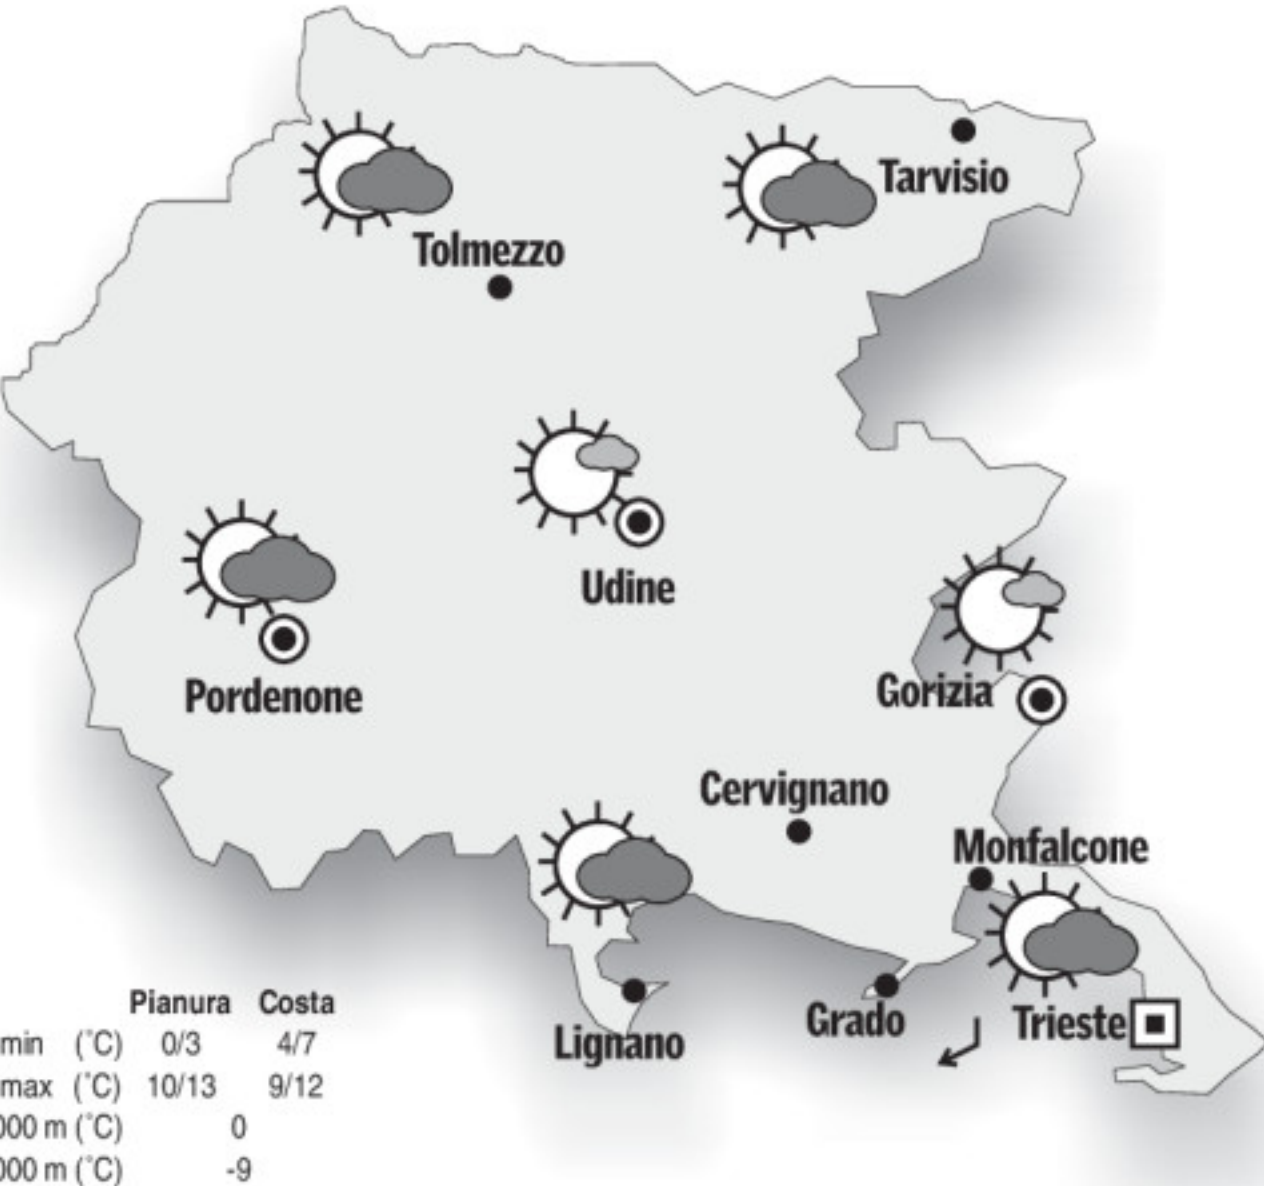 Tarvisio
Tolmezzo
Udine
Pordenone
Gorizia
Cervignano
Monfalcone
Grado
Trieste
Lignano
Pianura Costa
min (°C) 0/3 4/7
max (°C) 10/13 9/12
000 m (°C) 0
000 m (°C) -9